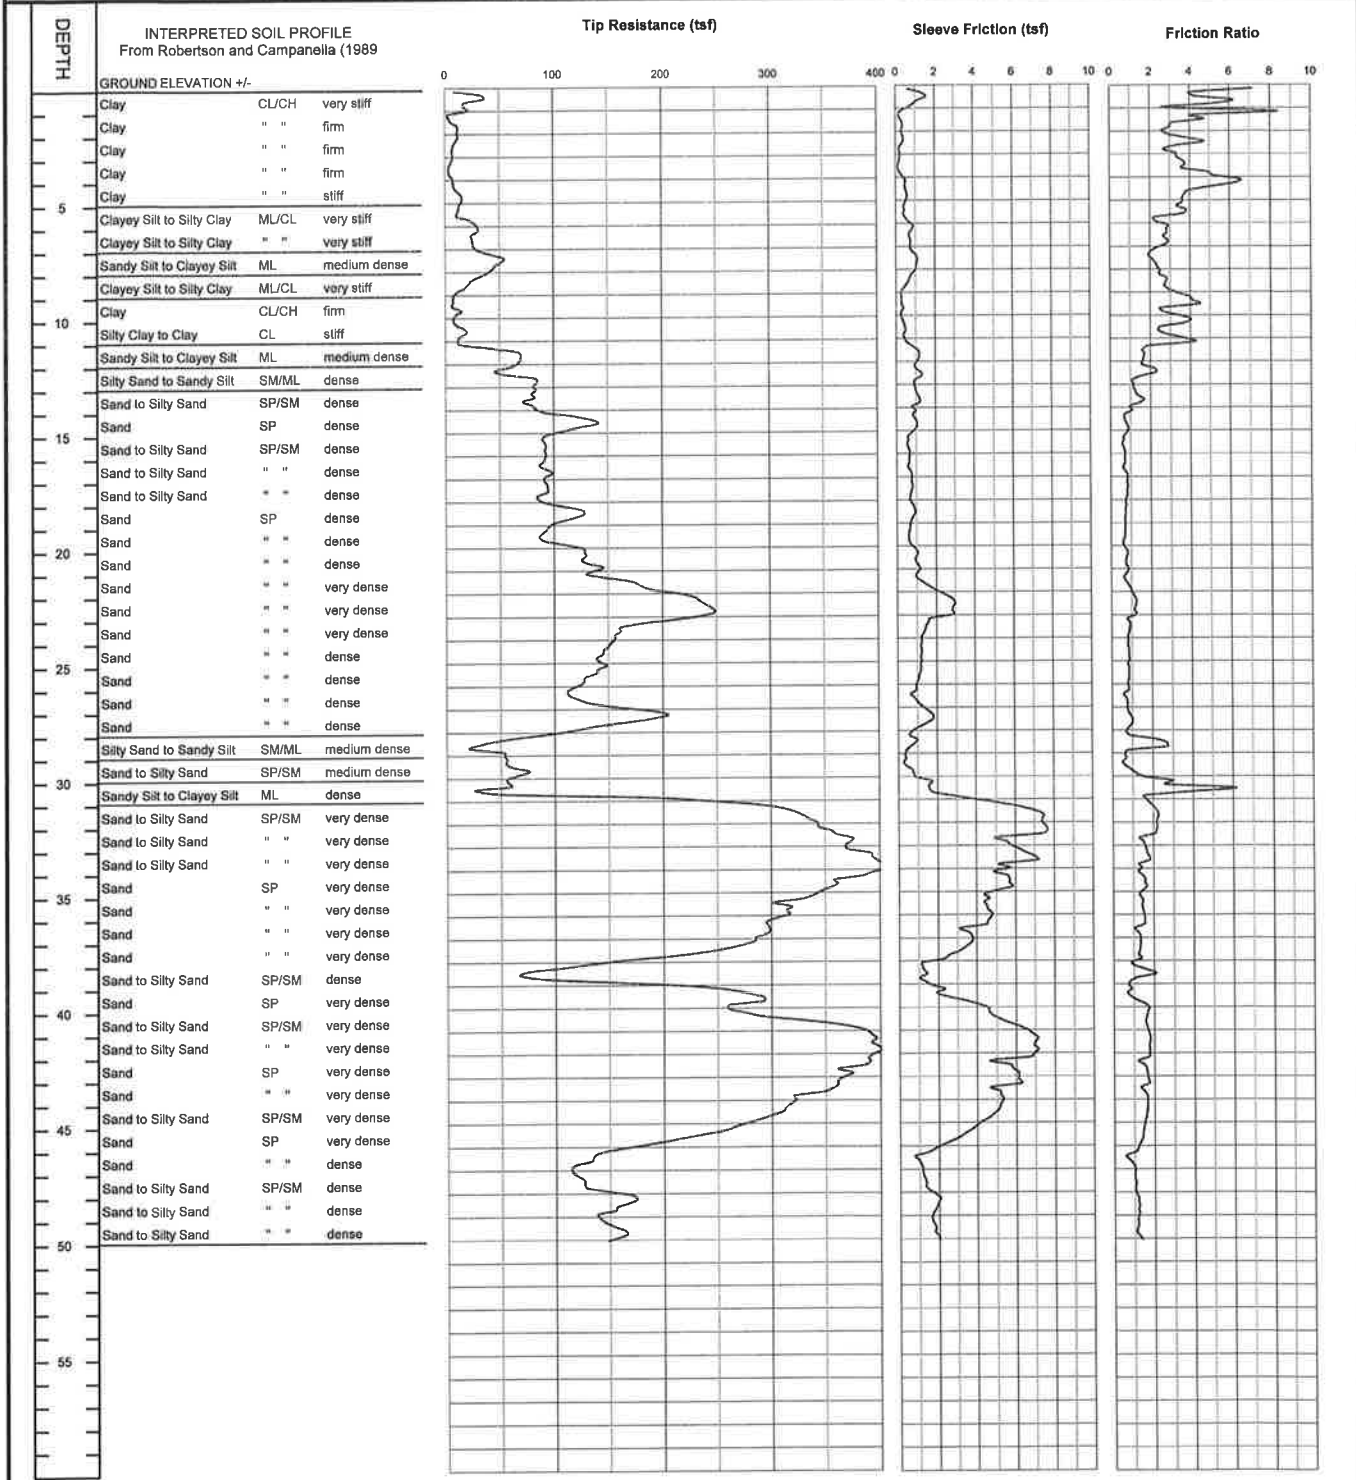 DEPTH
INTERPRETED SOIL PROFILE
From Robertson and Campanella (1989
GROUND ELEVATION +/-
Tip Resistance (tsf)
Sleeve Friction (tsf)
Friction Ratio
0 100 200 300 400
0 2 4 6 8 10
0 2 4 6 8 10
Clay CL/CH very stiff
Clay " " firm
Clay " " firm
Clay " " firm
Clay " " stiff
5
Clayey Silt to Silty Clay ML/CL very stiff
Clayey Silt to Silty Clay " " very stiff
Sandy Silt to Clayey Silt ML medium dense
Clayey Silt to Silty Clay ML/CL very stiff
Clay CL/CH firm
10
Silty Clay to Clay CL stiff
Sandy Silt to Clayey Silt ML medium dense
Silty Sand to Sandy Silt SM/ML dense
Sand to Silty Sand SP/SM dense
Sand SP dense
15
Sand to Silty Sand SP/SM dense
Sand to Silty Sand " " dense
Sand to Silty Sand " " dense
Sand SP dense
Sand " " dense
20
Sand " " dense
Sand " " very dense
Sand " " very dense
Sand " " very dense
Sand " " dense
25
Sand " " dense
Sand " " dense
Sand " " dense
Silty Sand to Sandy Silt SM/ML medium dense
Sand to Silty Sand SP/SM medium dense
30
Sandy Silt to Clayey Silt ML dense
Sand to Silty Sand SP/SM very dense
Sand to Silty Sand " " very dense
Sand to Silty Sand " " very dense
Sand SP very dense
35
Sand " " very dense
Sand " " very dense
Sand " " very dense
Sand to Silty Sand SP/SM dense
Sand SP very dense
40
Sand to Silty Sand SP/SM very dense
Sand to Silty Sand " " very dense
Sand SP very dense
Sand " " very dense
Sand to Silty Sand SP/SM very dense
45
Sand SP very dense
Sand " " dense
Sand to Silty Sand SP/SM dense
Sand to Silty Sand " " dense
Sand to Silty Sand " " dense
50
55